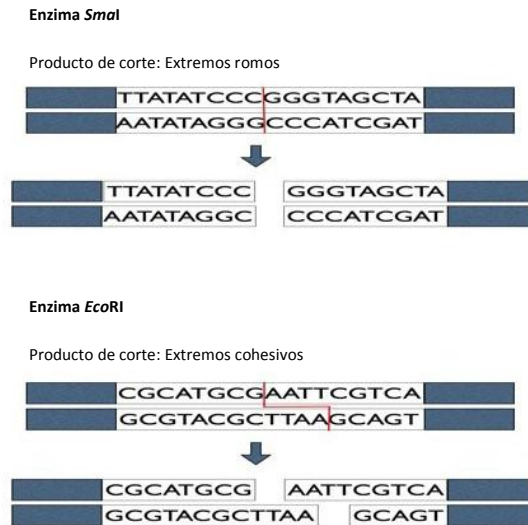 Enzima SmaI
Producto de corte: Extremos romos
TTATATCCCGGGTAGCTA
AATATAGGGCCCATCGAT
TTATATCCC GGGTAGCTA
AATATAGGC CCCATCGAT
Enzima EcoRI
Producto de corte: Extremos cohesivos
CGCATGCGAATTCGTCA
GCGTACGCTTAAGCAGT
CGCATGCG AATTCGTCA
GCGTACGCTTAA GCAGT